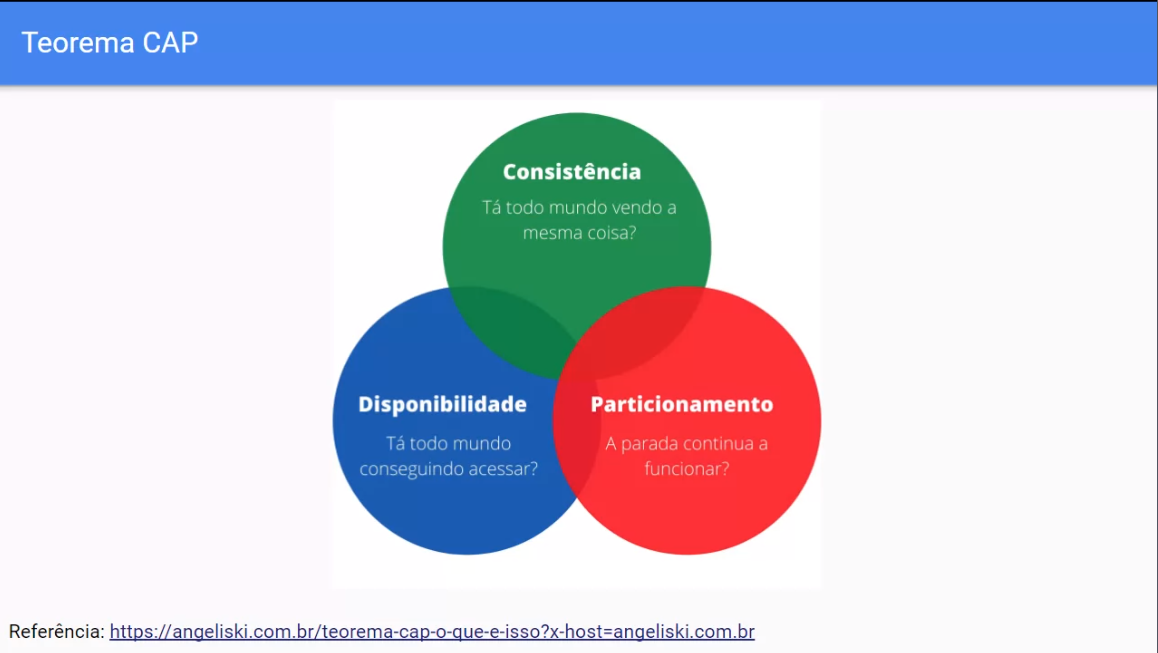 Teorema CAP
Consistência
Tá todo mundo vendo a
mesma coisa?
Disponibilidade
Tá todo mundo
conseguindo acessar?
Particionamento
A parada continua a
funcionar?
Referência: https://angeliski.com.br/teorema-cap-o-que-e-isso?x-host=angeliski.com.br